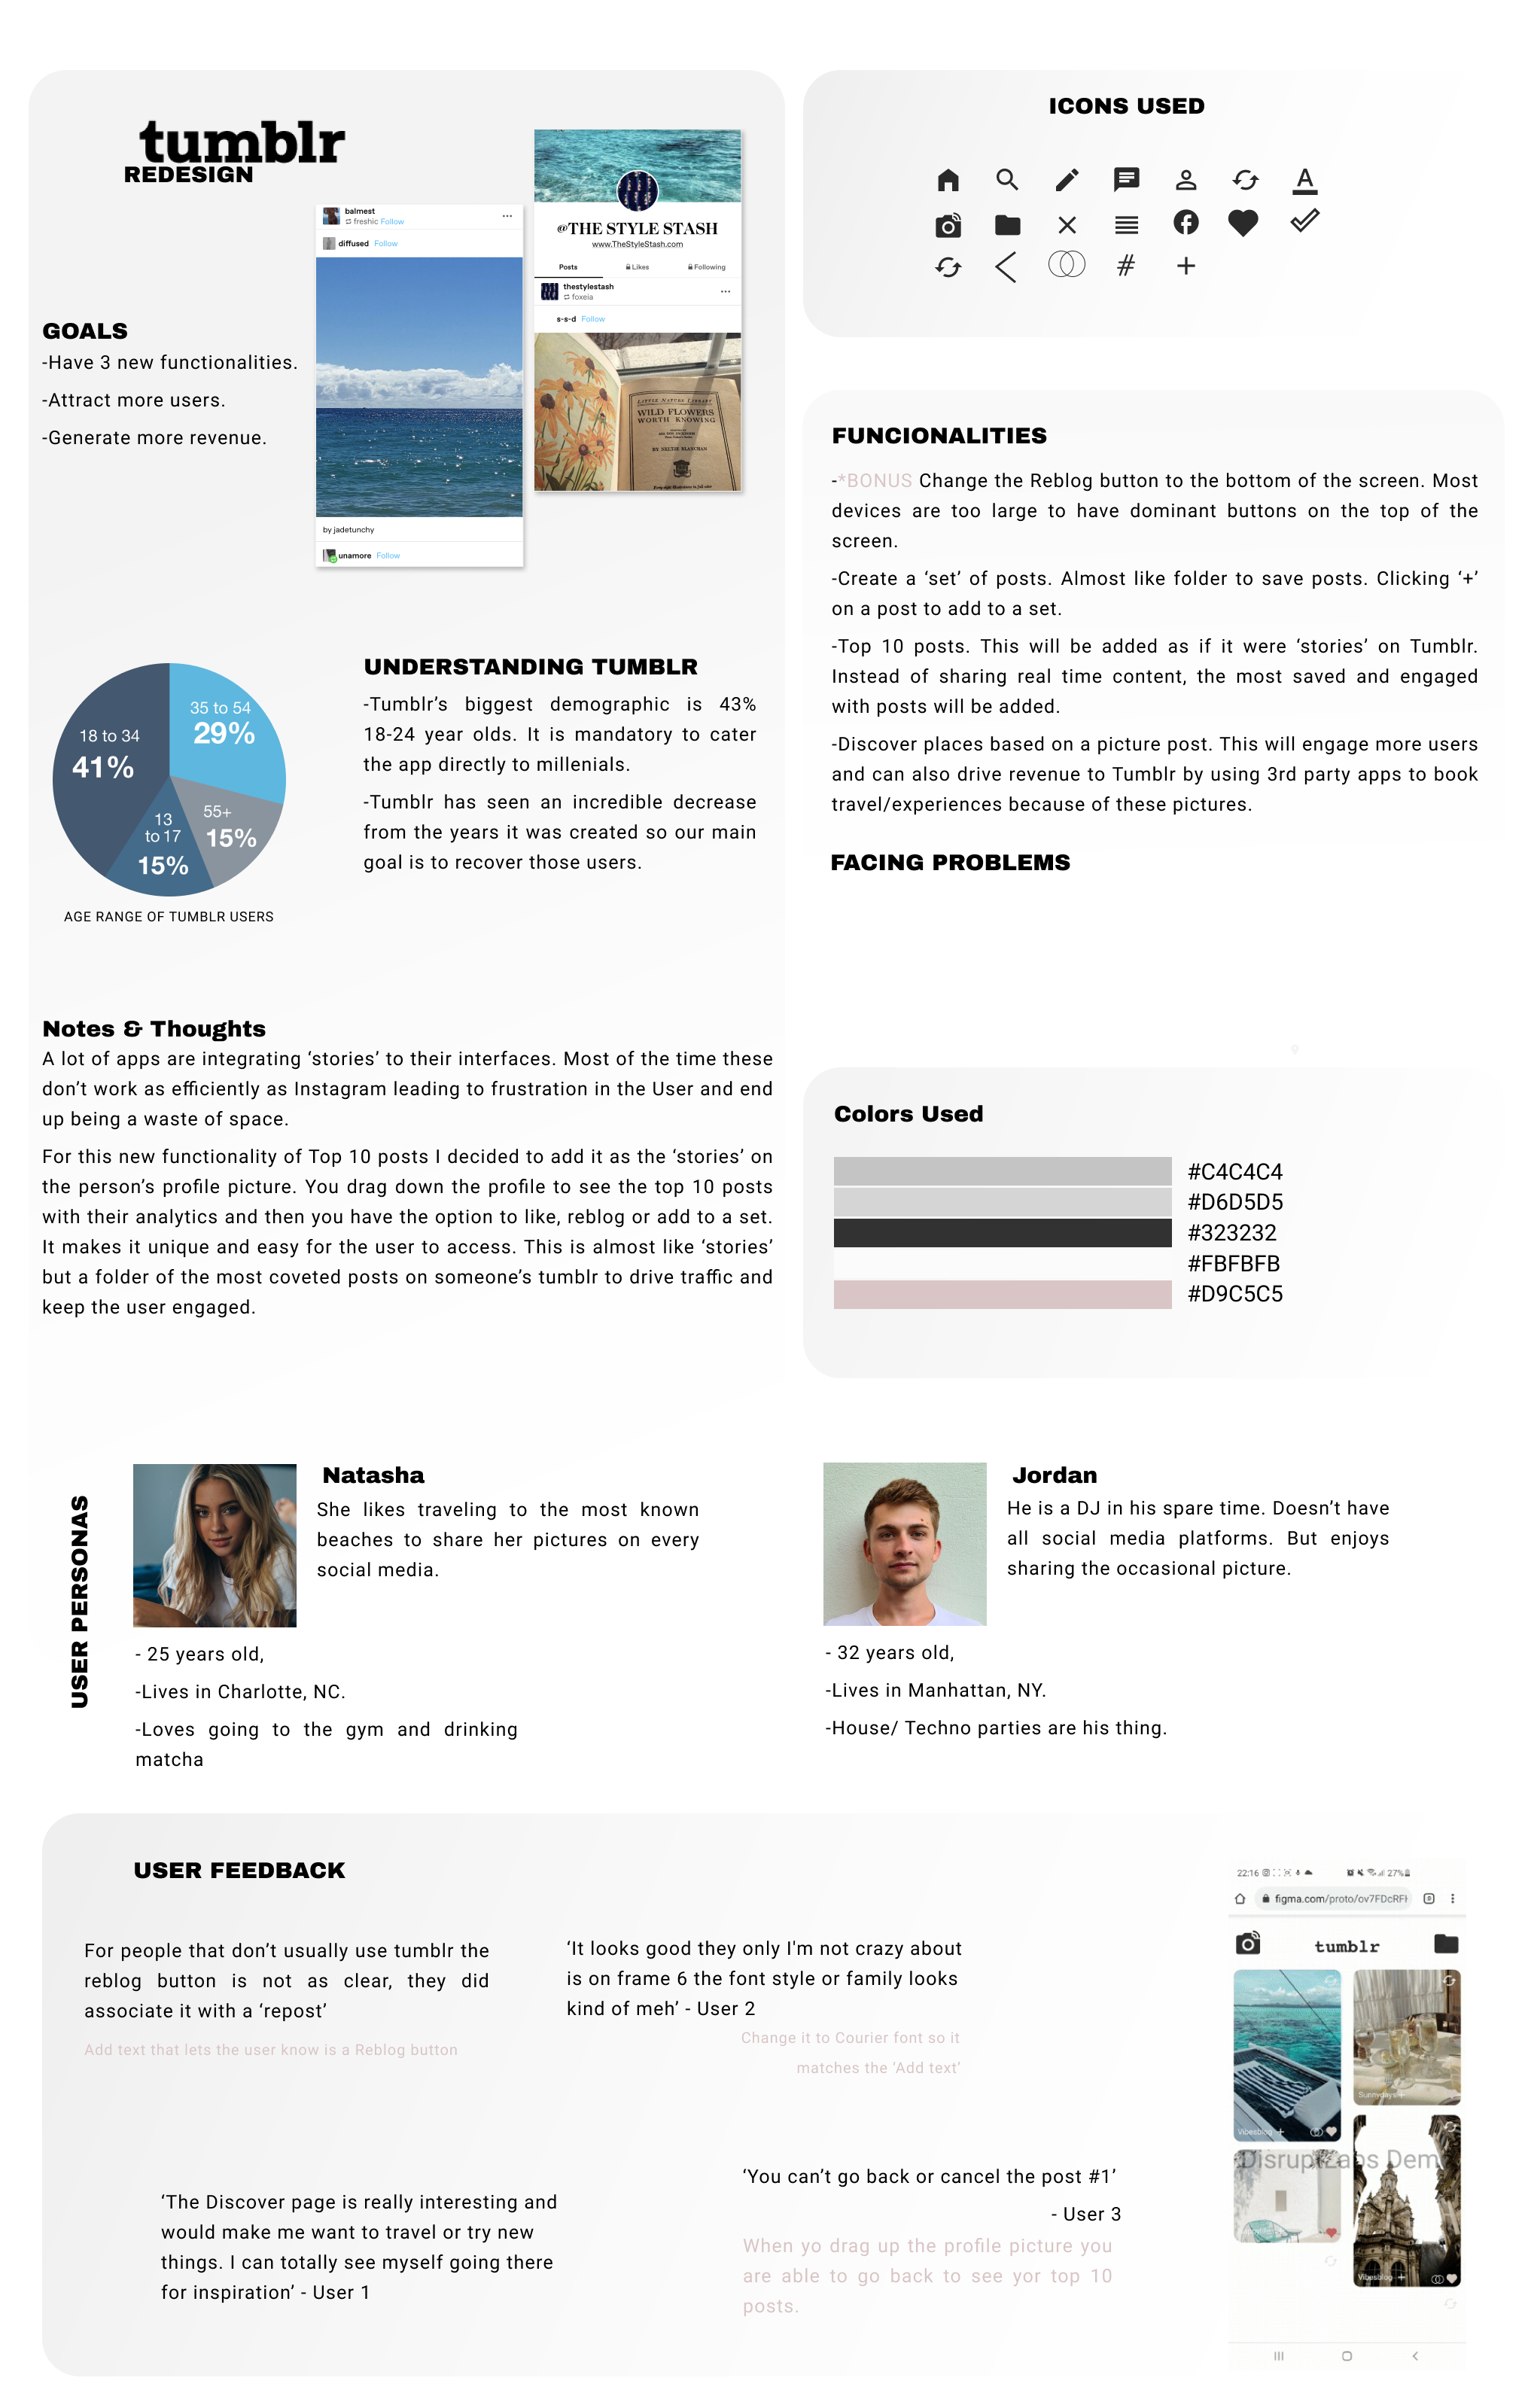 tumblr
REDESIGN
balmest
freshic Follow
diffused Follow
by jadetunchy
unamore Follow
@THE STYLE STASH
www.TheStyleStash.com
Posts Likes Following
thestylestash
foxeia
s-s-d Follow
LITTLE NATURE LIBRARY
WILD FLOWERS
WORTH KNOWING
BY NELTJE BLANCHAN
GOALS
-Have 3 new functionalities.
-Attract more users.
-Generate more revenue.
35 to 54
29%
18 to 34
41%
55+
15%
13
to 17
15%
AGE RANGE OF TUMBLR USERS
UNDERSTANDING TUMBLR
-Tumblr’s biggest demographic is 43%
18-24 year olds. It is mandatory to cater
the app directly to millenials.
-Tumblr has seen an incredible decrease
from the years it was created so our main
goal is to recover those users.
Notes & Thoughts
A lot of apps are integrating ‘stories’ to their interfaces. Most of the time these
don’t work as efficiently as Instagram leading to frustration in the User and end
up being a waste of space.
For this new functionality of Top 10 posts I decided to add it as the ‘stories’ on
the person’s profile picture. You drag down the profile to see the top 10 posts
with their analytics and then you have the option to like, reblog or add to a set.
It makes it unique and easy for the user to access. This is almost like ‘stories’
but a folder of the most coveted posts on someone’s tumblr to drive traffic and
keep the user engaged.
ICONS USED
A
#
FUNCIONALITIES
-*BONUS Change the Reblog button to the bottom of the screen. Most
devices are too large to have dominant buttons on the top of the
screen.
-Create a ‘set’ of posts. Almost like folder to save posts. Clicking ‘+’
on a post to add to a set.
-Top 10 posts. This will be added as if it were ‘stories’ on Tumblr.
Instead of sharing real time content, the most saved and engaged
with posts will be added.
-Discover places based on a picture post. This will engage more users
and can also drive revenue to Tumblr by using 3rd party apps to book
travel/experiences because of these pictures.
FACING PROBLEMS
Colors Used
#C4C4C4
#D6D5D5
#323232
#FBFBFB
#D9C5C5
USER PERSONAS
Natasha
She likes traveling to the most known
beaches to share her pictures on every
social media.
- 25 years old,
-Lives in Charlotte, NC.
-Loves going to the gym and drinking
matcha
Jordan
He is a DJ in his spare time. Doesn’t have
all social media platforms. But enjoys
sharing the occasional picture.
- 32 years old,
-Lives in Manhattan, NY.
-House/ Techno parties are his thing.
USER FEEDBACK
For people that don’t usually use tumblr the
reblog button is not as clear, they did
associate it with a ‘repost’
Add text that lets the user know is a Reblog button
‘It looks good they only I'm not crazy about
is on frame 6 the font style or family looks
kind of meh’ - User 2
Change it to Courier font so it
matches the ‘Add text’
‘The Discover page is really interesting and
would make me want to travel or try new
things. I can totally see myself going there
for inspiration’ - User 1
‘You can’t go back or cancel the post #1’
- User 3
When yo drag up the profile picture you
are able to go back to see yor top 10
posts.
22:16 27%
figma.com/proto/ov7FDcRFH
tumblr
Sunnydays +
Vibesblog +
DisruptLabs Dem
Vibesblog +